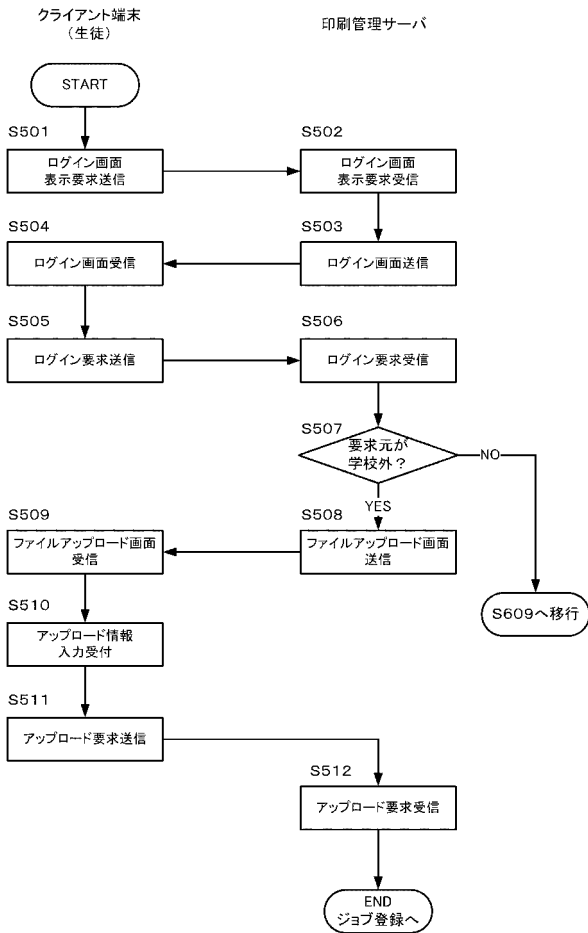 クライアント端末
（生徒）
印刷管理サーバ
START
S501
S502
ログイン画面
表示要求送信
ログイン画面
表示要求受信
S504
S503
ログイン画面受信
ログイン画面送信
S505
S506
ログイン要求送信
ログイン要求受信
S507
要求元が
学校外？
NO
YES
S509
S508
ファイルアップロード画面
受信
ファイルアップロード画面
送信
S510
S609へ移行
アップロード情報
入力受付
S511
アップロード要求送信
S512
アップロード要求受信
END
ジョブ登録へ